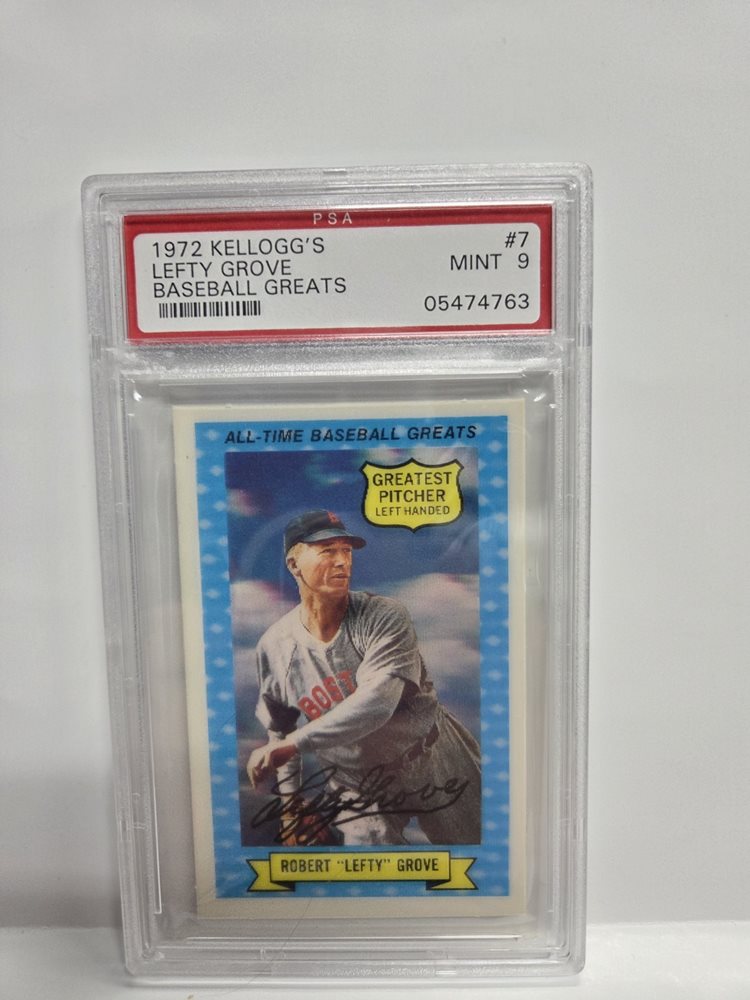 PSA
1972 KELLOGG'S #7
LEFTY GROVE MINT 9
BASEBALL GREATS
05474763
ALL-TIME BASEBALL GREATS
GREATEST
PITCHER
LEFT HANDED
B
BOST
Lefty Grove
ROBERT "LEFTY" GROVE